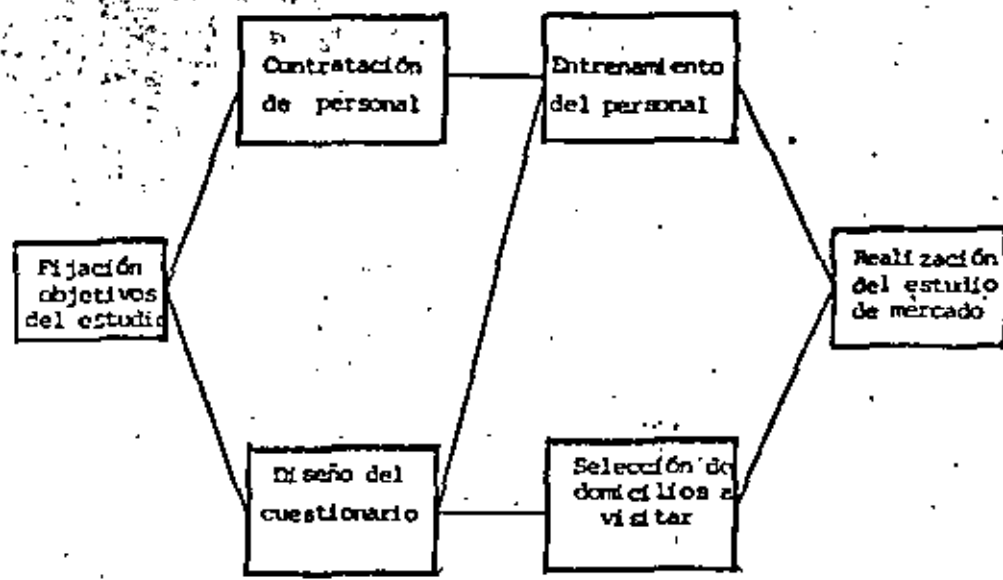 Contratación
de personal
Entrenamiento
del personal
Fijación
objetivos
del estudio
Realización
del estudio
de mercado
Diseño del
cuestionario
Selección de
domicilios a
visitar